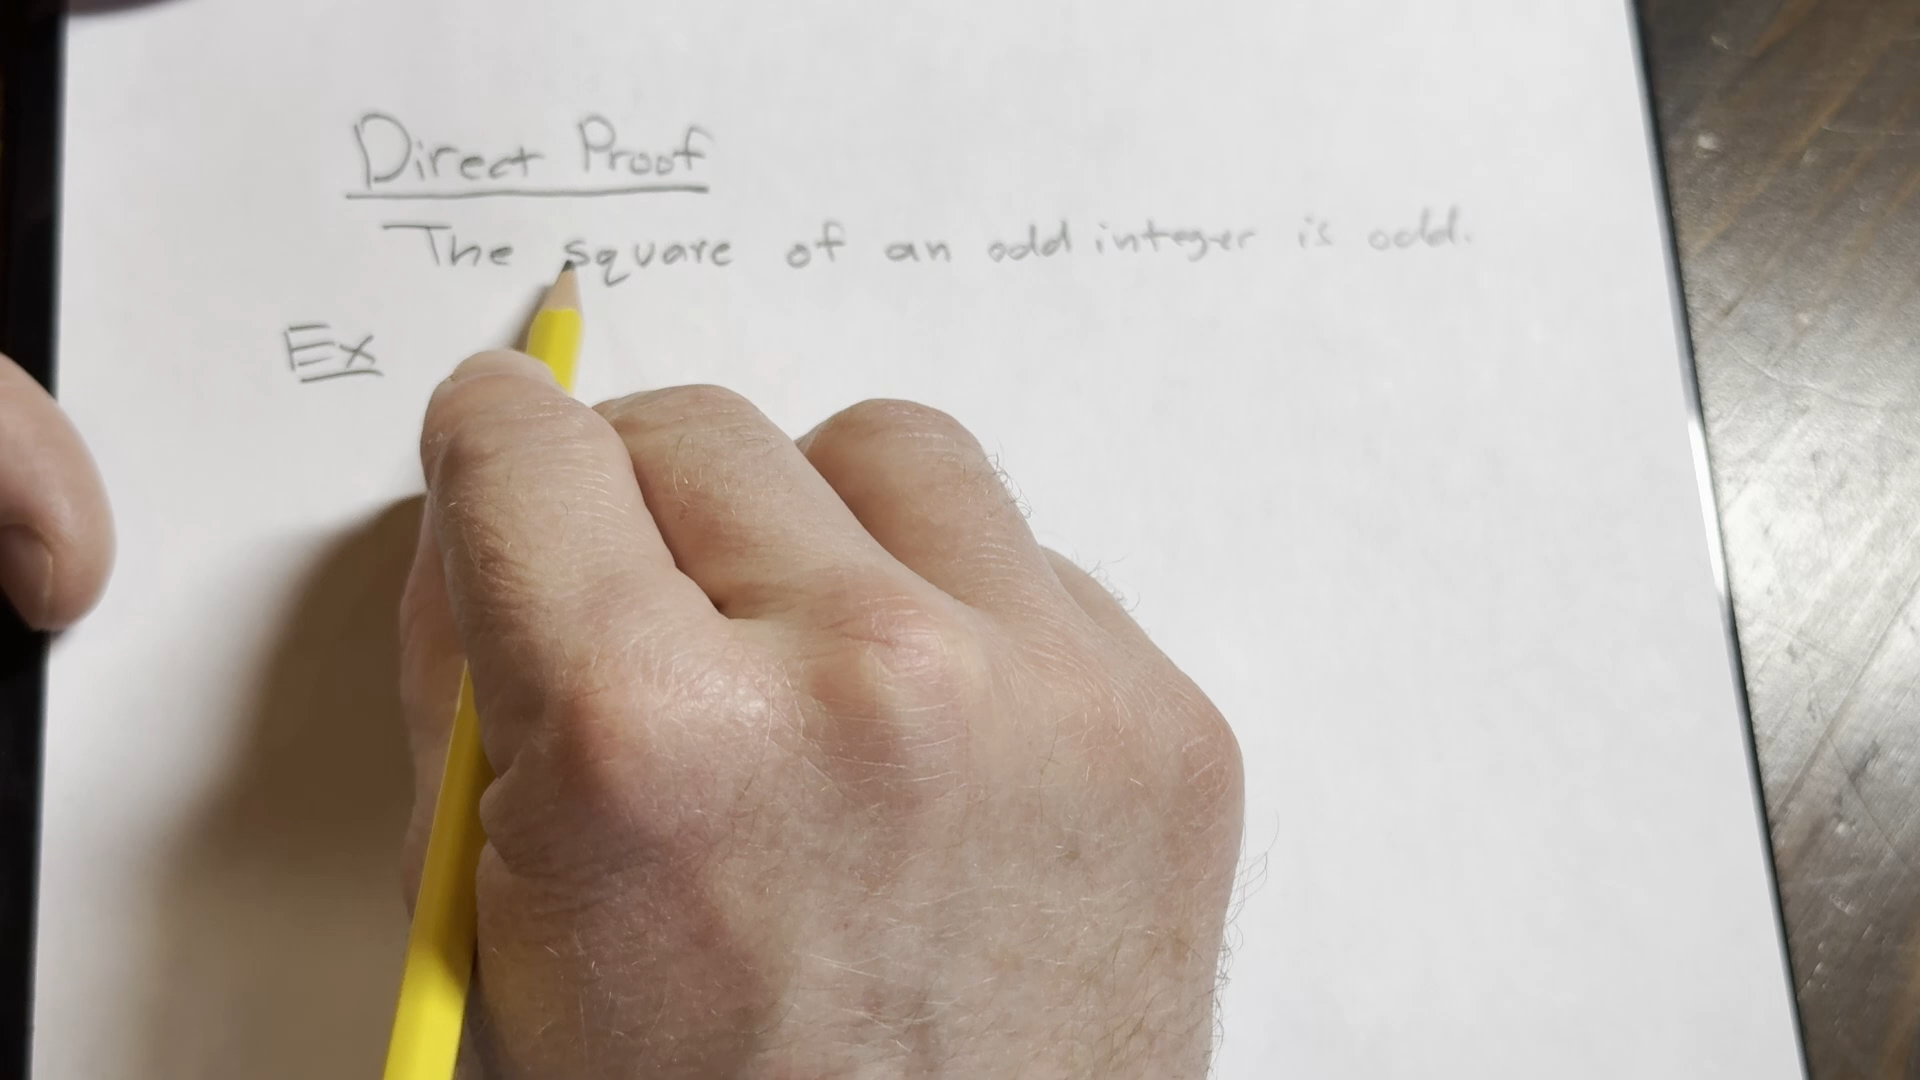 Direct Proof
The square of an odd integer is odd.
Ex